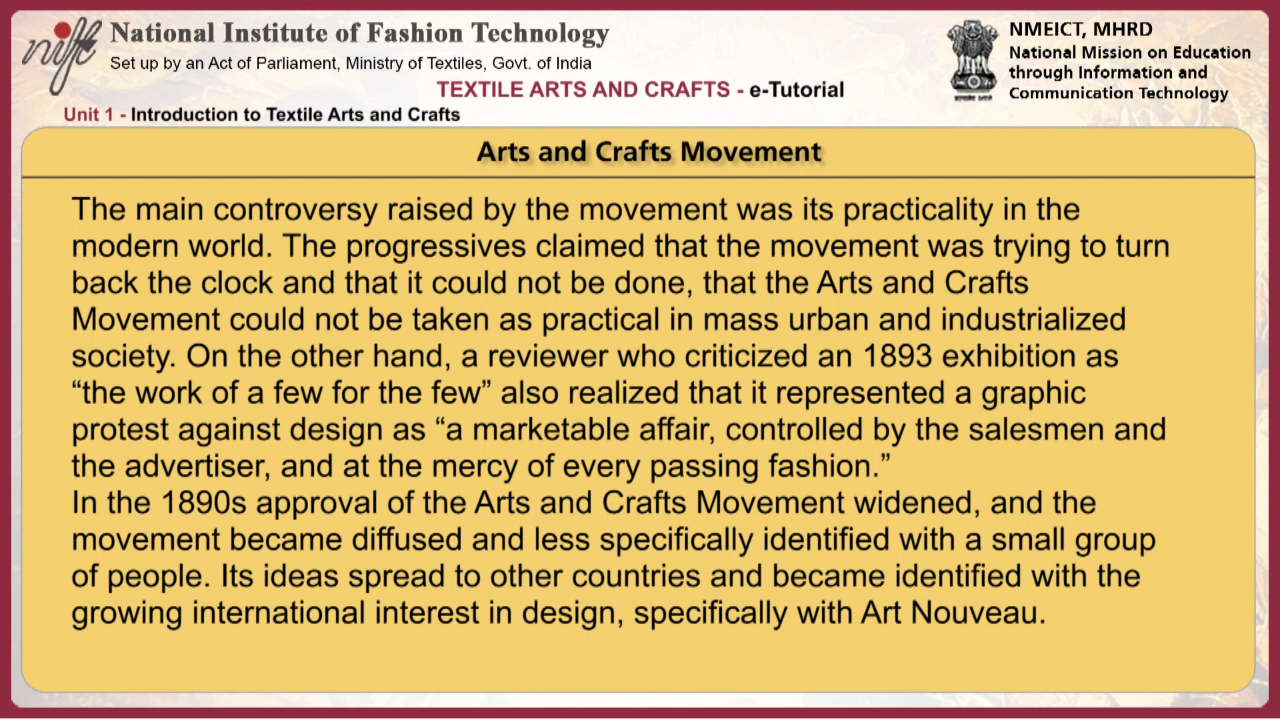 nift
National Institute of Fashion Technology
Set up by an Act of Parliament, Ministry of Textiles, Govt. of India
NMEICT, MHRD
National Mission on Education
through Information and
Communication Technology
TEXTILE ARTS AND CRAFTS - e-Tutorial
Unit 1 - Introduction to Textile Arts and Crafts
Arts and Crafts Movement
The main controversy raised by the movement was its practicality in the
modern world. The progressives claimed that the movement was trying to turn
back the clock and that it could not be done, that the Arts and Crafts
Movement could not be taken as practical in mass urban and industrialized
society. On the other hand, a reviewer who criticized an 1893 exhibition as
“the work of a few for the few” also realized that it represented a graphic
protest against design as “a marketable affair, controlled by the salesmen and
the advertiser, and at the mercy of every passing fashion.”
In the 1890s approval of the Arts and Crafts Movement widened, and the
movement became diffused and less specifically identified with a small group
of people. Its ideas spread to other countries and became identified with the
growing international interest in design, specifically with Art Nouveau.